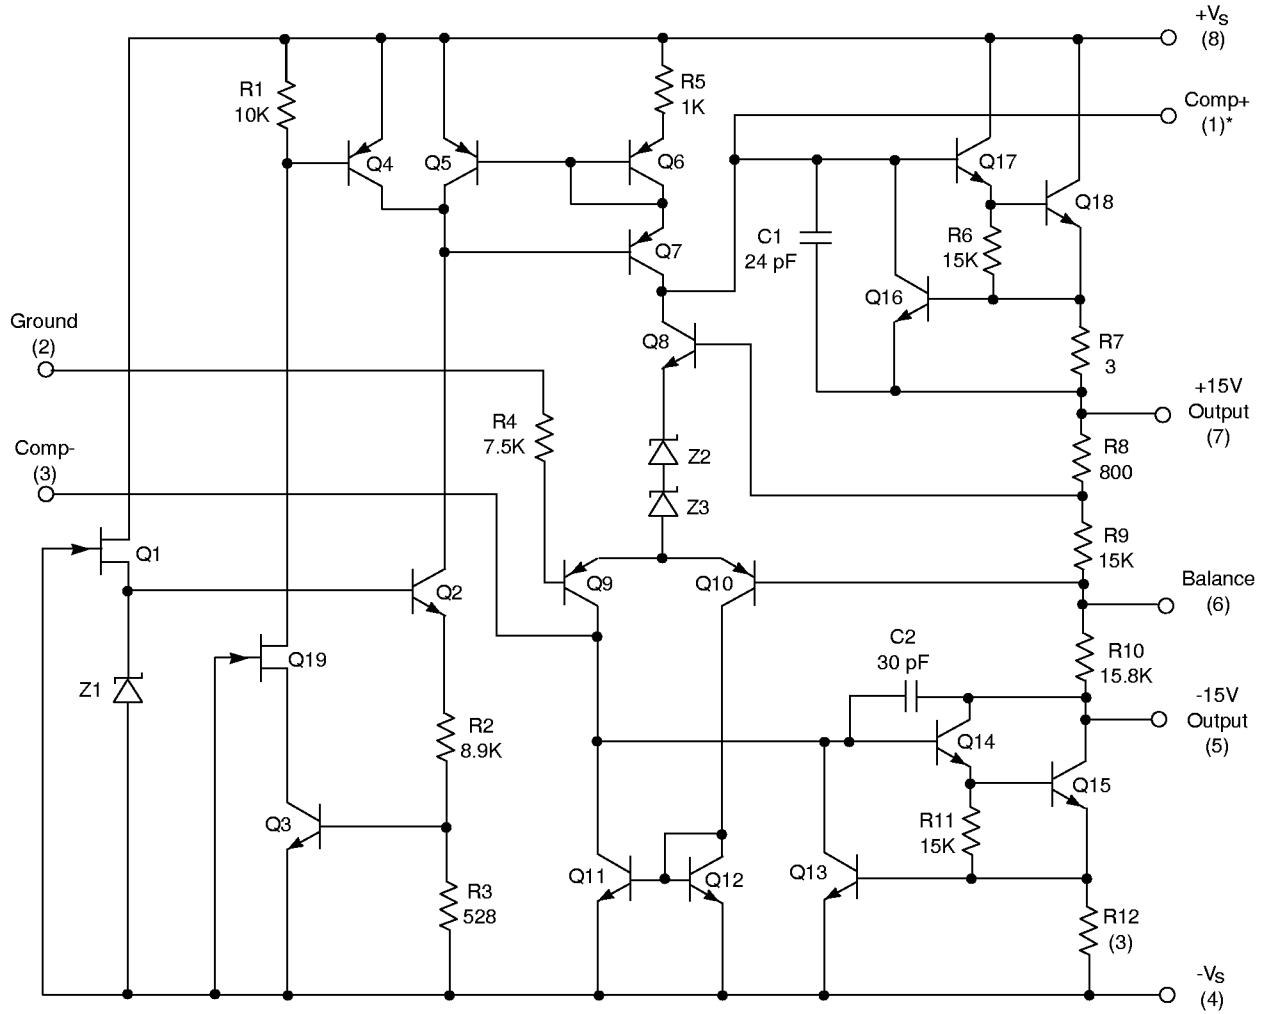 +VS
(8)
R1
10K
R5
1K
Comp+
(1)*
Q4
Q5
Q6
Q17
Q18
C1
24 pF
R6
15K
Q7
Q16
Ground
(2)
Q8
R7
3
+15V
Output
(7)
R4
7.5K
Comp-
(3)
Z2
R8
800
Z3
Q1
R9
15K
Q9
Q10
Q2
Balance
(6)
C2
30 pF
Q19
R10
15.8K
Z1
-15V
Output
(5)
R2
8.9K
Q14
Q15
Q3
R11
15K
Q11
Q12
Q13
R3
528
R12
(3)
-VS
(4)